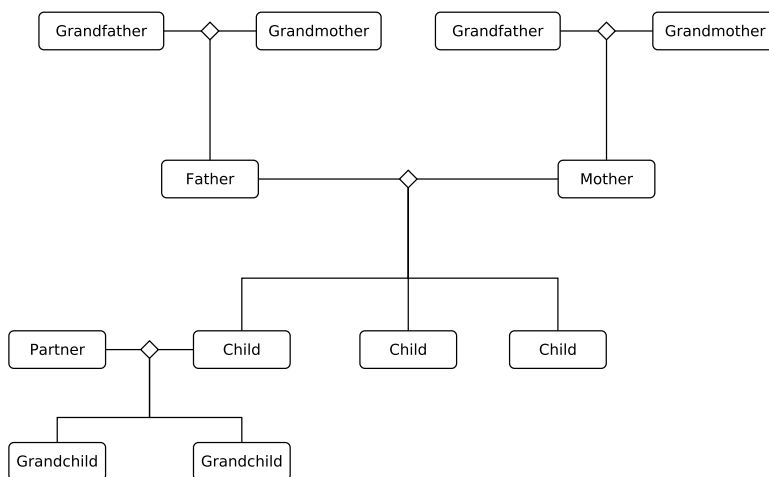 Grandfather
Grandmother
Grandfather
Grandmother
Father
Mother
Partner
Child
Child
Child
Grandchild
Grandchild